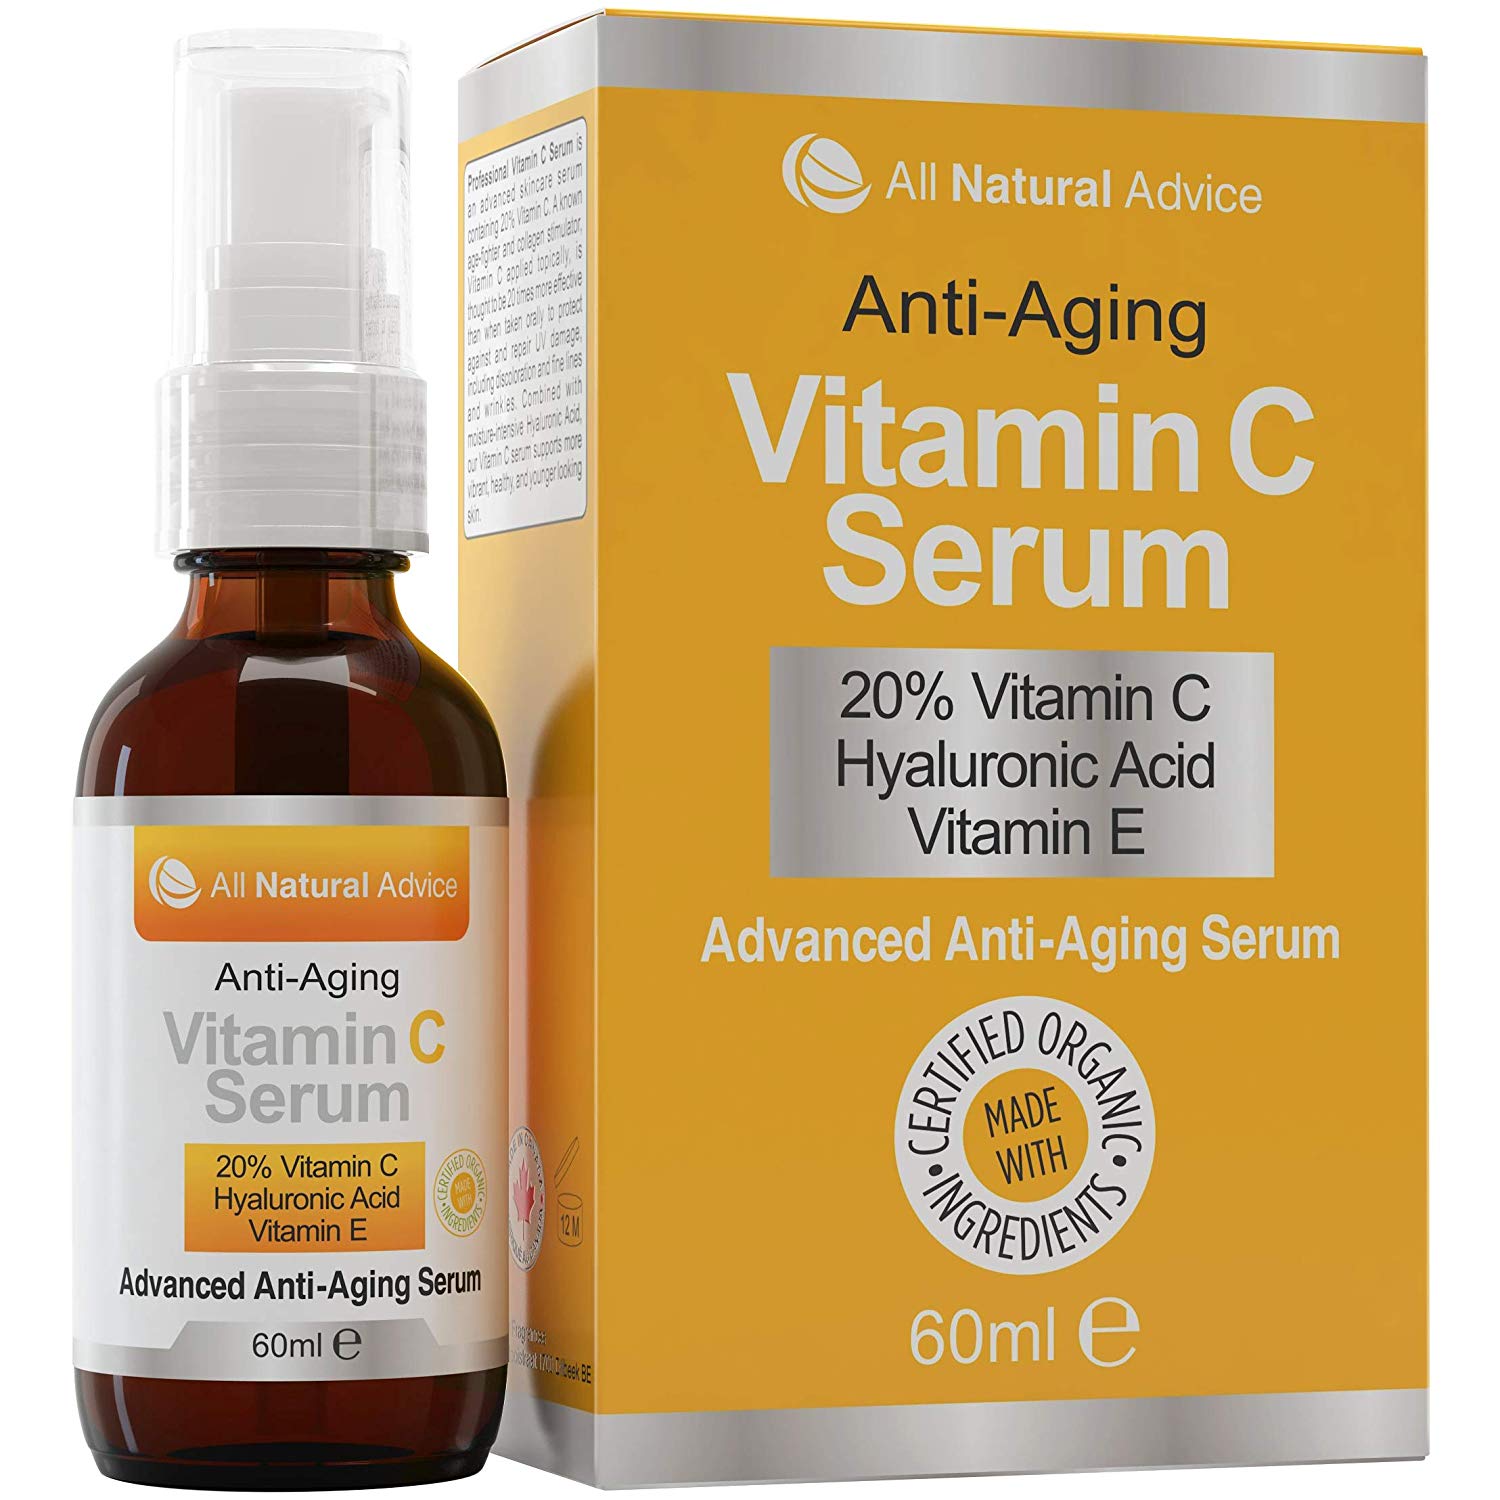 All Natural Advice
Anti-Aging
Vitamin C
Serum
20% Vitamin C
Hyaluronic Acid
Vitamin E
Advanced Anti-Aging Serum
CERTIFIED ORGANIC
• INGREDIENTS •
MADE
WITH
60ml ℮
Professional Vitamin C Serum is
an advanced skincare serum
containing 20% Vitamin C. A known
age-fighter and collagen stimulator,
Vitamin C applied topically, is
thought to be 20 times more effective
than when taken orally to protect
against and repair UV damage,
including discoloration and fine lines
and wrinkles. Combined with
moisture-intensive Hyaluronic Acid,
our Vitamin C serum supports more
vibrant, healthy, and younger looking
skin.
12 M
BE
All Natural Advice
Anti-Aging
Vitamin C
Serum
20% Vitamin C
Hyaluronic Acid
Vitamin E
CERTIFIED ORGANIC
• INGREDIENTS •
MADE
WITH
Advanced Anti-Aging Serum
60ml ℮